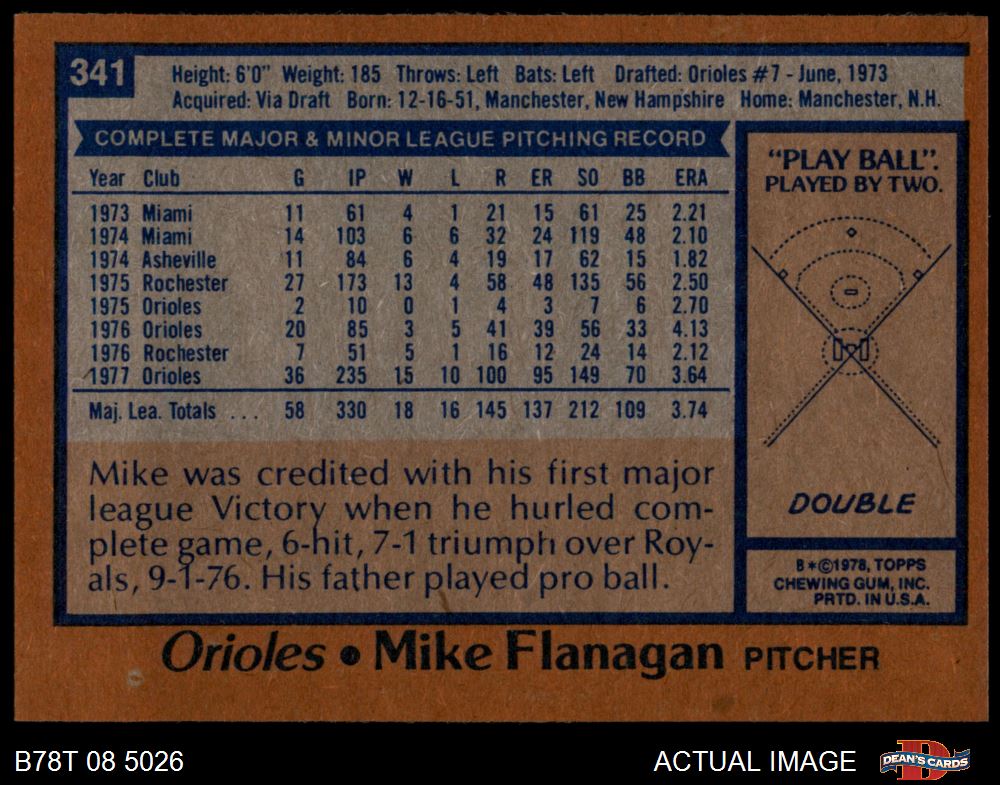 341
Height: 6'0" Weight: 185 Throws: Left Bats: Left Drafted: Orioles #7 - June, 1973
Acquired: Via Draft Born: 12-16-51, Manchester, New Hampshire Home: Manchester, N.H.
COMPLETE MAJOR & MINOR LEAGUE PITCHING RECORD
Year Club G IP W L R ER SO BB ERA
1973 Miami 11 61 4 1 21 15 61 25 2.21
1974 Miami 14 103 6 6 32 24 119 48 2.10
1974 Asheville 11 84 6 4 19 17 62 15 1.82
1975 Rochester 27 173 13 4 58 48 135 56 2.50
1975 Orioles 2 10 0 1 4 3 7 6 2.70
1976 Orioles 20 85 3 5 41 39 56 33 4.13
1976 Rochester 7 51 5 1 16 12 24 14 2.12
1977 Orioles 36 235 15 10 100 95 149 70 3.64
Maj. Lea. Totals ... 58 330 18 16 145 137 212 109 3.74
Mike was credited with his first major
league Victory when he hurled com-
plete game, 6-hit, 7-1 triumph over Roy-
als, 9-1-76. His father played pro ball.
"PLAY BALL".
PLAYED BY TWO.
DOUBLE
B*©1978, TOPPS
CHEWING GUM, INC.
PRTD. IN U.S.A.
Orioles • Mike Flanagan PITCHER
B78T 08 5026
ACTUAL IMAGE
DEAN'S CARDS